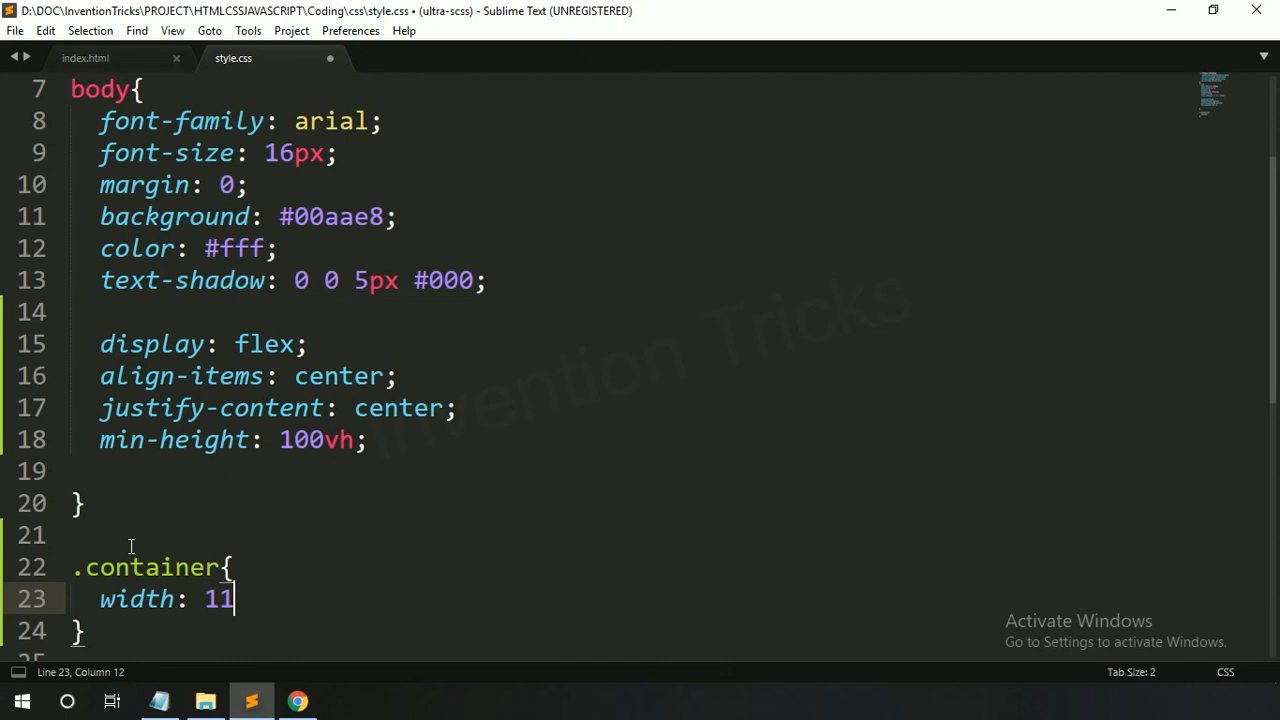 D:\DOC\InventionTricks\PROJECT\HTMLCSSJAVASCRIPT\Coding\css\style.css • (ultra-scss) - Sublime Text (UNREGISTERED)
File Edit Selection Find View Goto Tools Project Preferences Help
index.html style.css
7 body{
8 font-family: arial;
9 font-size: 16px;
10 margin: 0;
11 background: #00aae8;
12 color: #fff;
13 text-shadow: 0 0 5px #000;
14
15 display: flex;
16 align-items: center;
17 justify-content: center;
18 min-height: 100vh;
19
20 }
21
22 .container{
23 width: 11
24 }
25
Invention Tricks
Activate Windows
Go to Settings to activate Windows.
Line 23, Column 12 Tab Size: 2 CSS